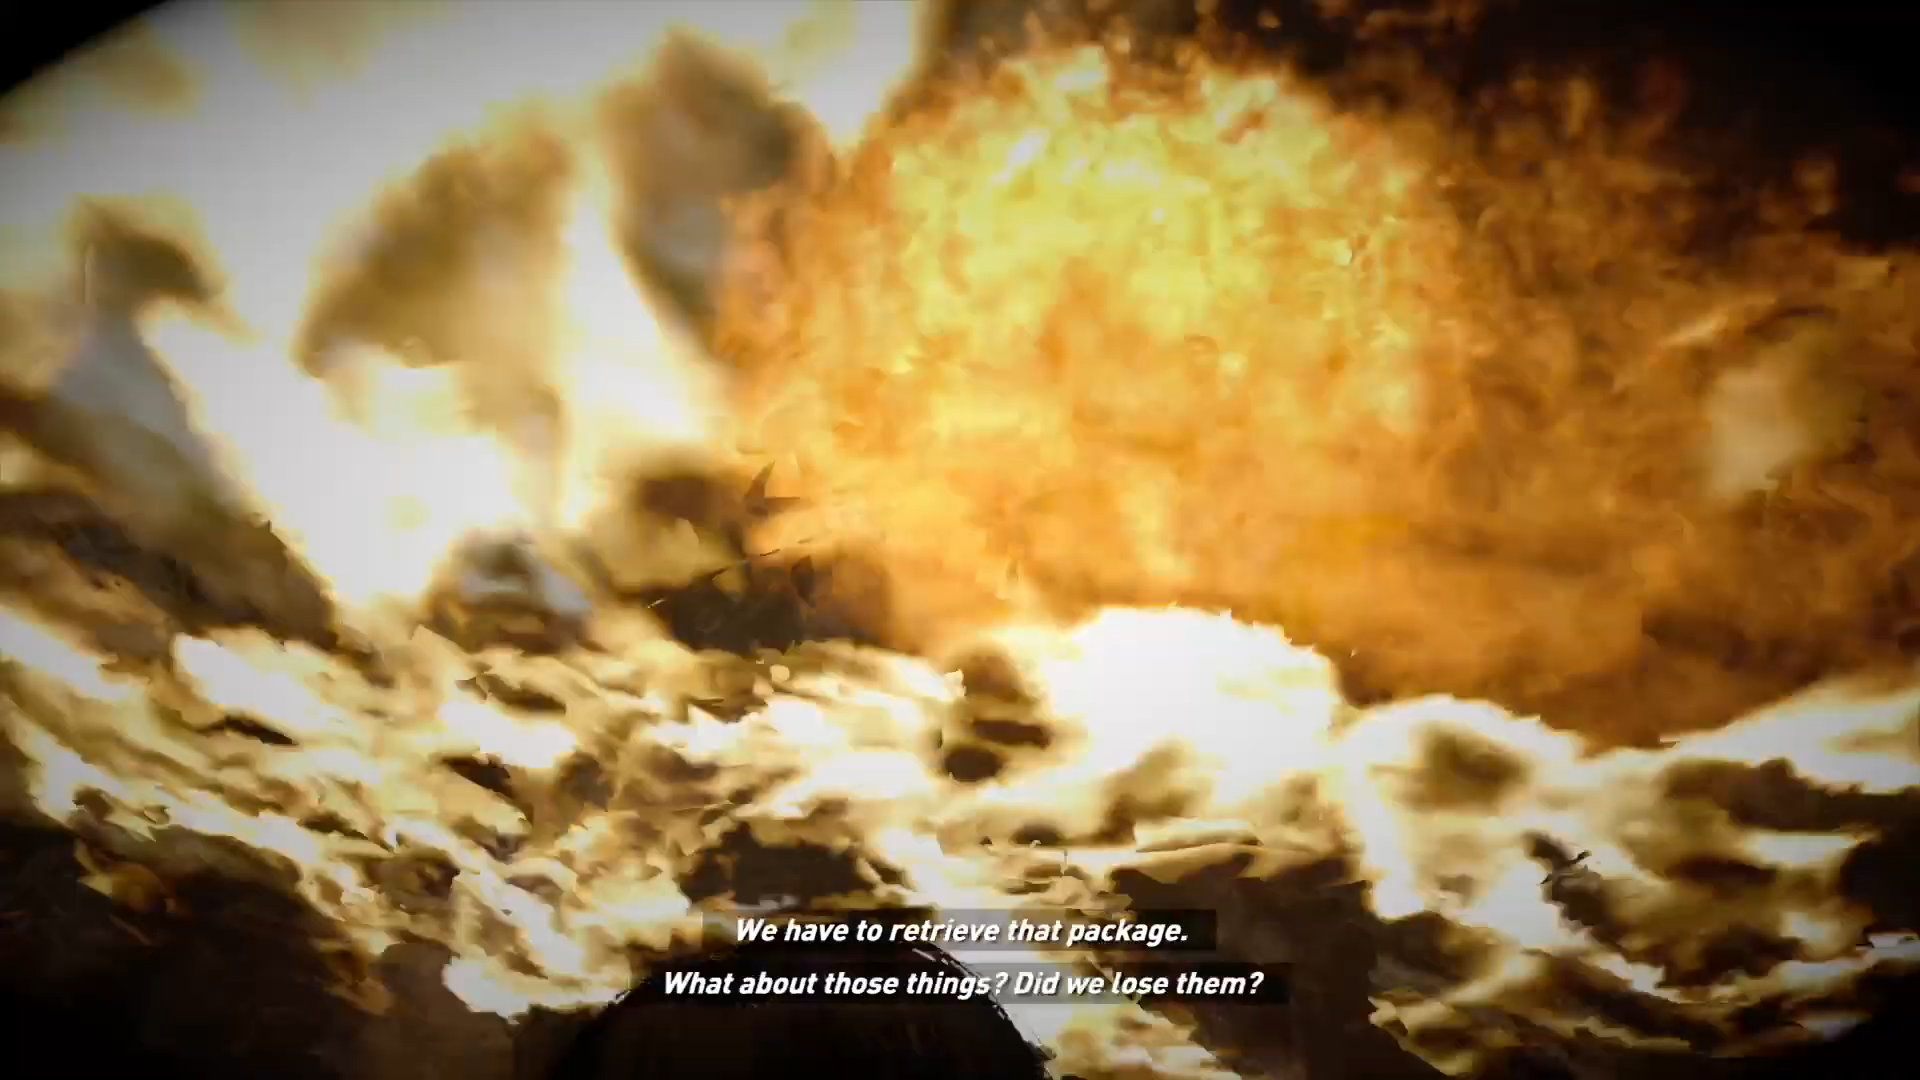 We have to retrieve that package.
What about those things? Did we lose them?